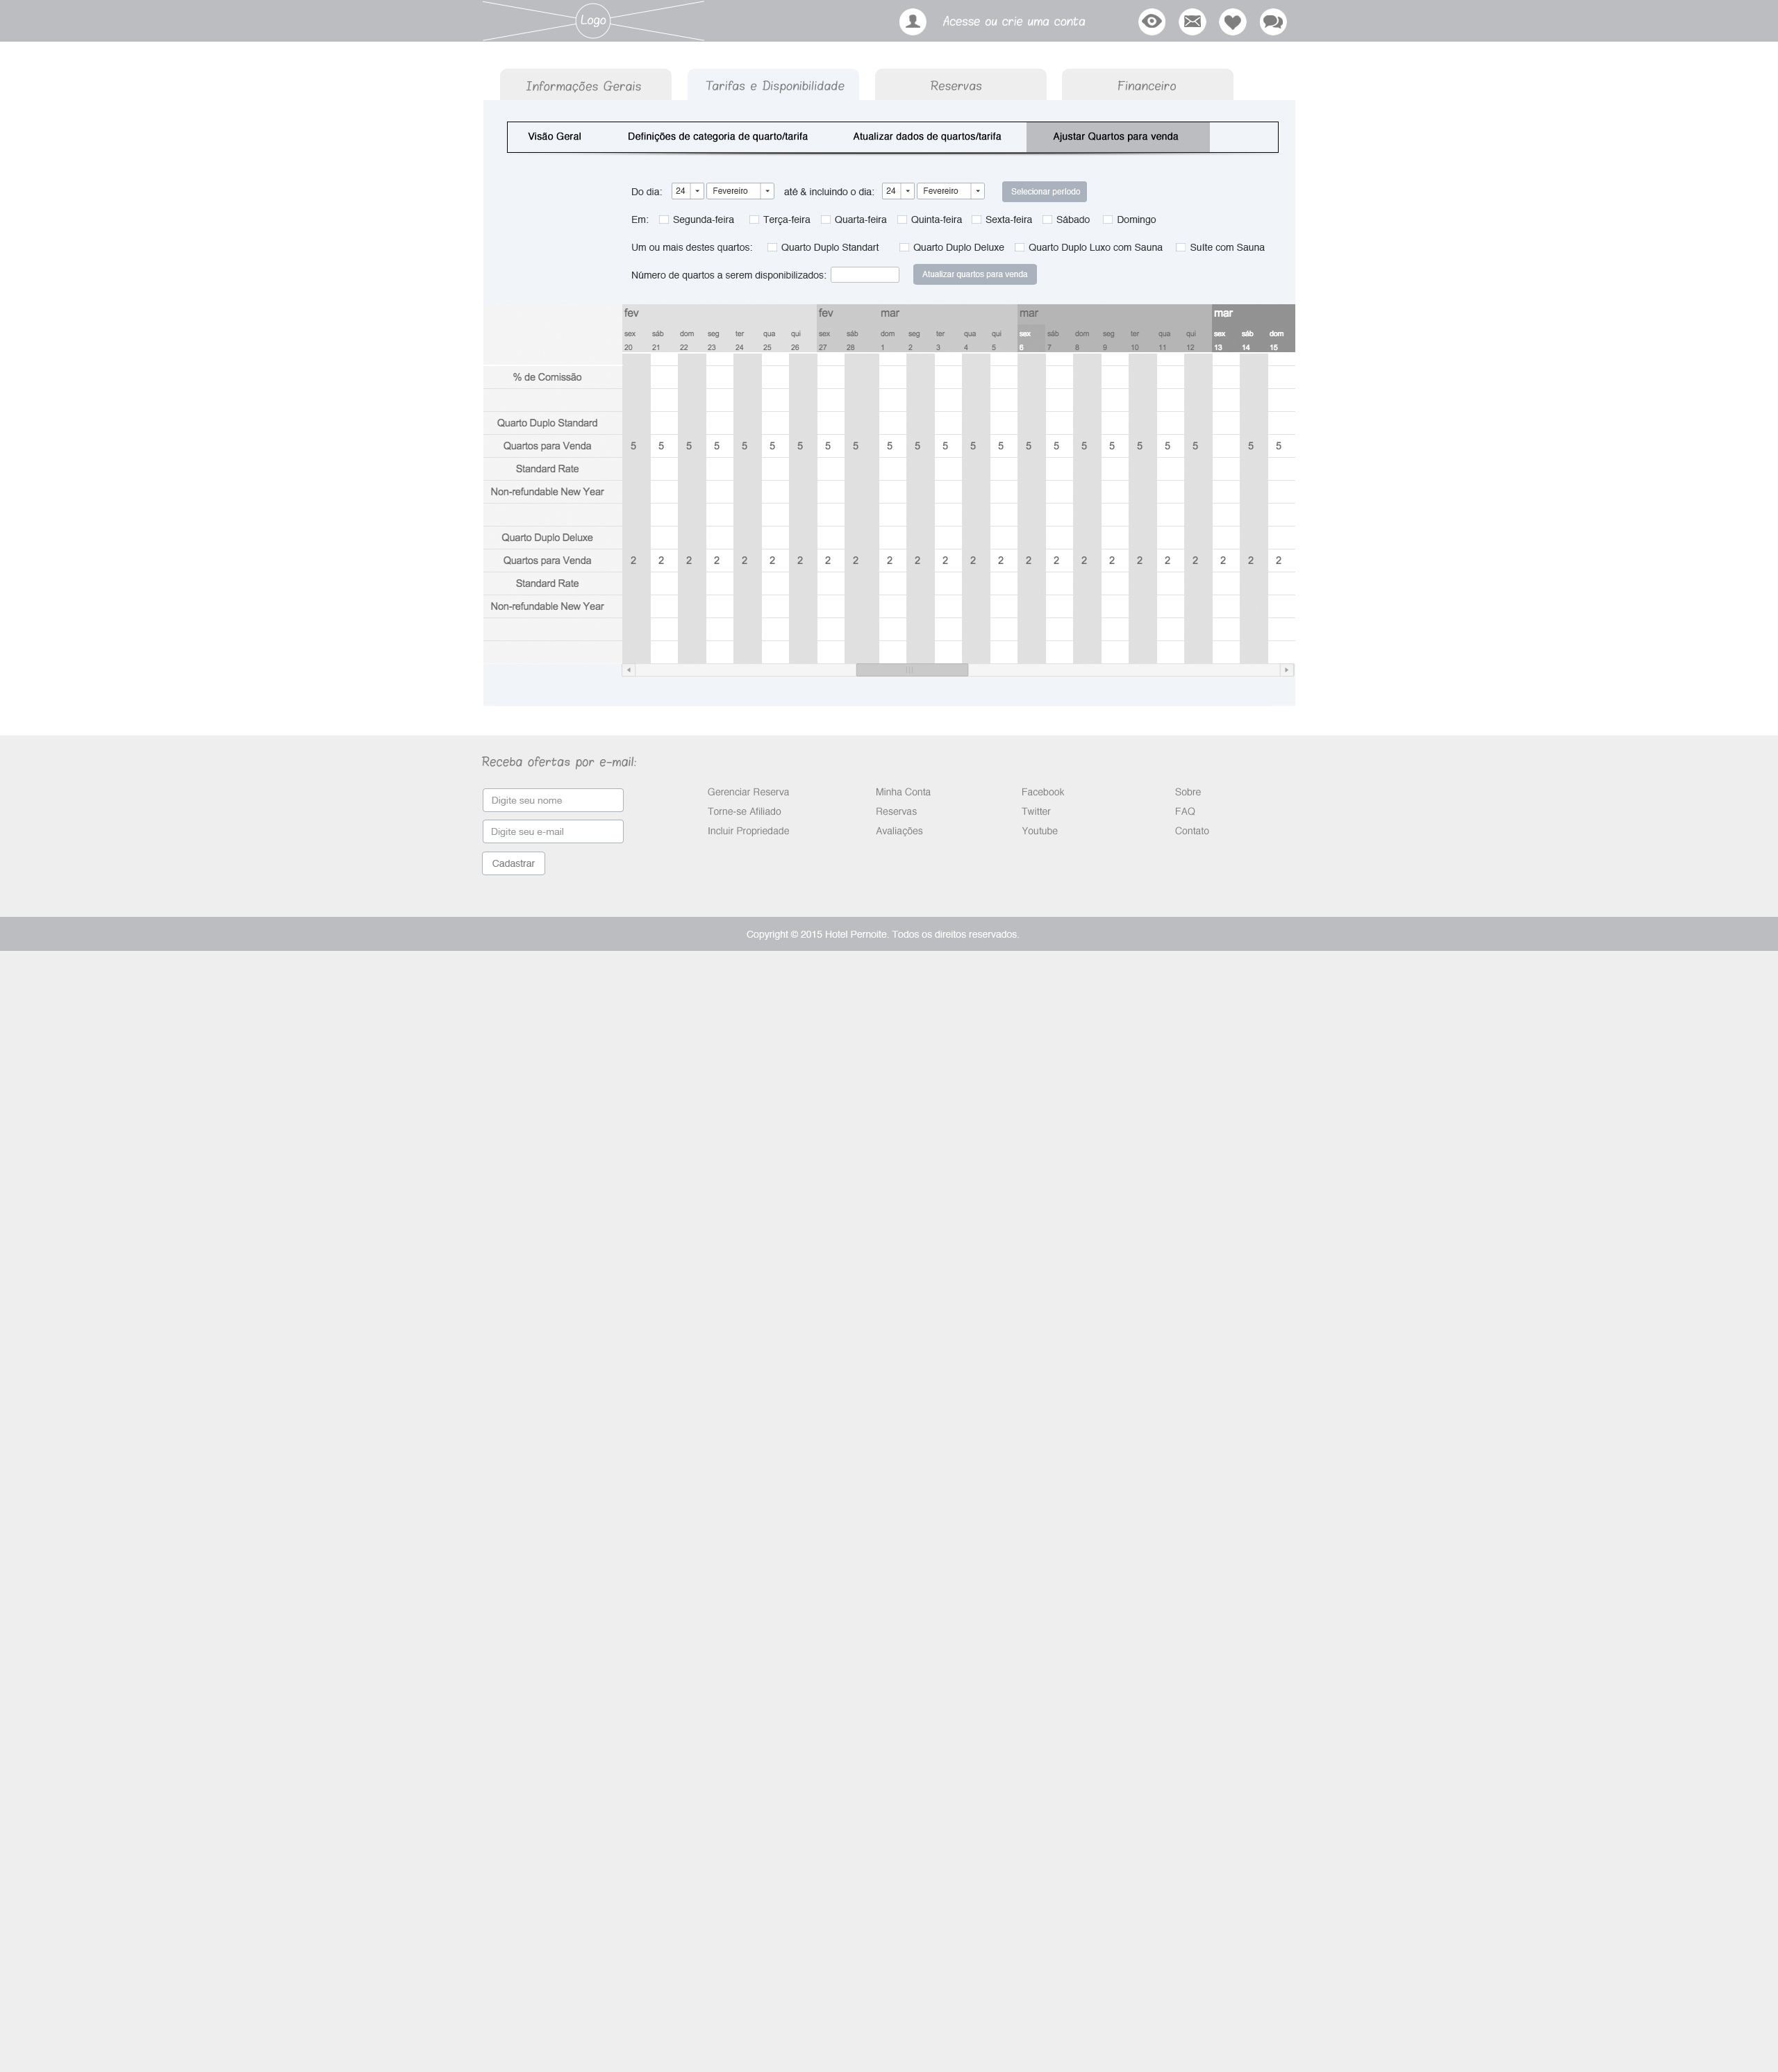 Logo
Acesse ou crie uma conta
Informações Gerais
Tarifas e Disponibilidade
Reservas
Financeiro
Visão Geral
Definições de categoria de quarto/tarifa
Atualizar dados de quartos/tarifa
Ajustar Quartos para venda
Do dia: 24 Fevereiro até & incluindo o dia: 24 Fevereiro Selecionar período
Em: Segunda-feira Terça-feira Quarta-feira Quinta-feira Sexta-feira Sábado Domingo
Um ou mais destes quartos: Quarto Duplo Standart Quarto Duplo Deluxe Quarto Duplo Luxo com Sauna Suíte com Sauna
Número de quartos a serem disponibilizados: Atualizar quartos para venda
fev fev mar mar mar
sex sáb dom seg ter qua qui sex sáb dom seg ter qua qui sex sáb dom seg ter qua qui sex sáb dom
20 21 22 23 24 25 26 27 28 1 2 3 4 5 6 7 8 9 10 11 12 13 14 15
% de Comissão
Quarto Duplo Standard
Quartos para Venda 5 5 5 5 5 5 5 5 5 5 5 5 5 5 5 5 5 5 5 5 5 5 5
Standard Rate
Non-refundable New Year
Quarto Duplo Deluxe
Quartos para Venda 2 2 2 2 2 2 2 2 2 2 2 2 2 2 2 2 2 2 2 2 2 2 2 2
Standard Rate
Non-refundable New Year
Receba ofertas por e-mail:
Digite seu nome
Digite seu e-mail
Cadastrar
Gerenciar Reserva
Torne-se Afiliado
Incluir Propriedade
Minha Conta
Reservas
Avaliações
Facebook
Twitter
Youtube
Sobre
FAQ
Contato
Copyright © 2015 Hotel Pernoite. Todos os direitos reservados.